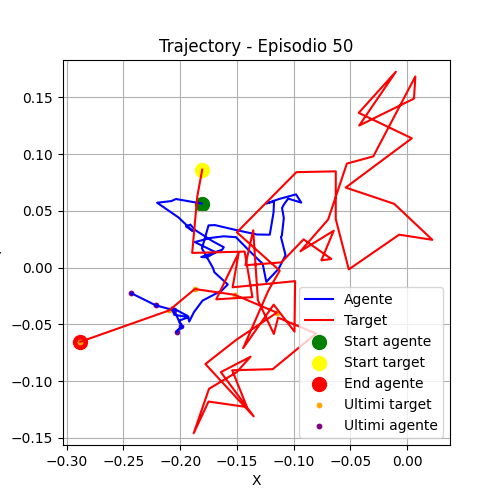 Trajectory - Episodio 50
0.15
0.10
0.05
0.00
−0.05
−0.10
−0.15
−0.30
−0.25
−0.20
−0.15
−0.10
−0.05
0.00
X
Agente
Target
Start agente
Start target
End agente
Ultimi target
Ultimi agente